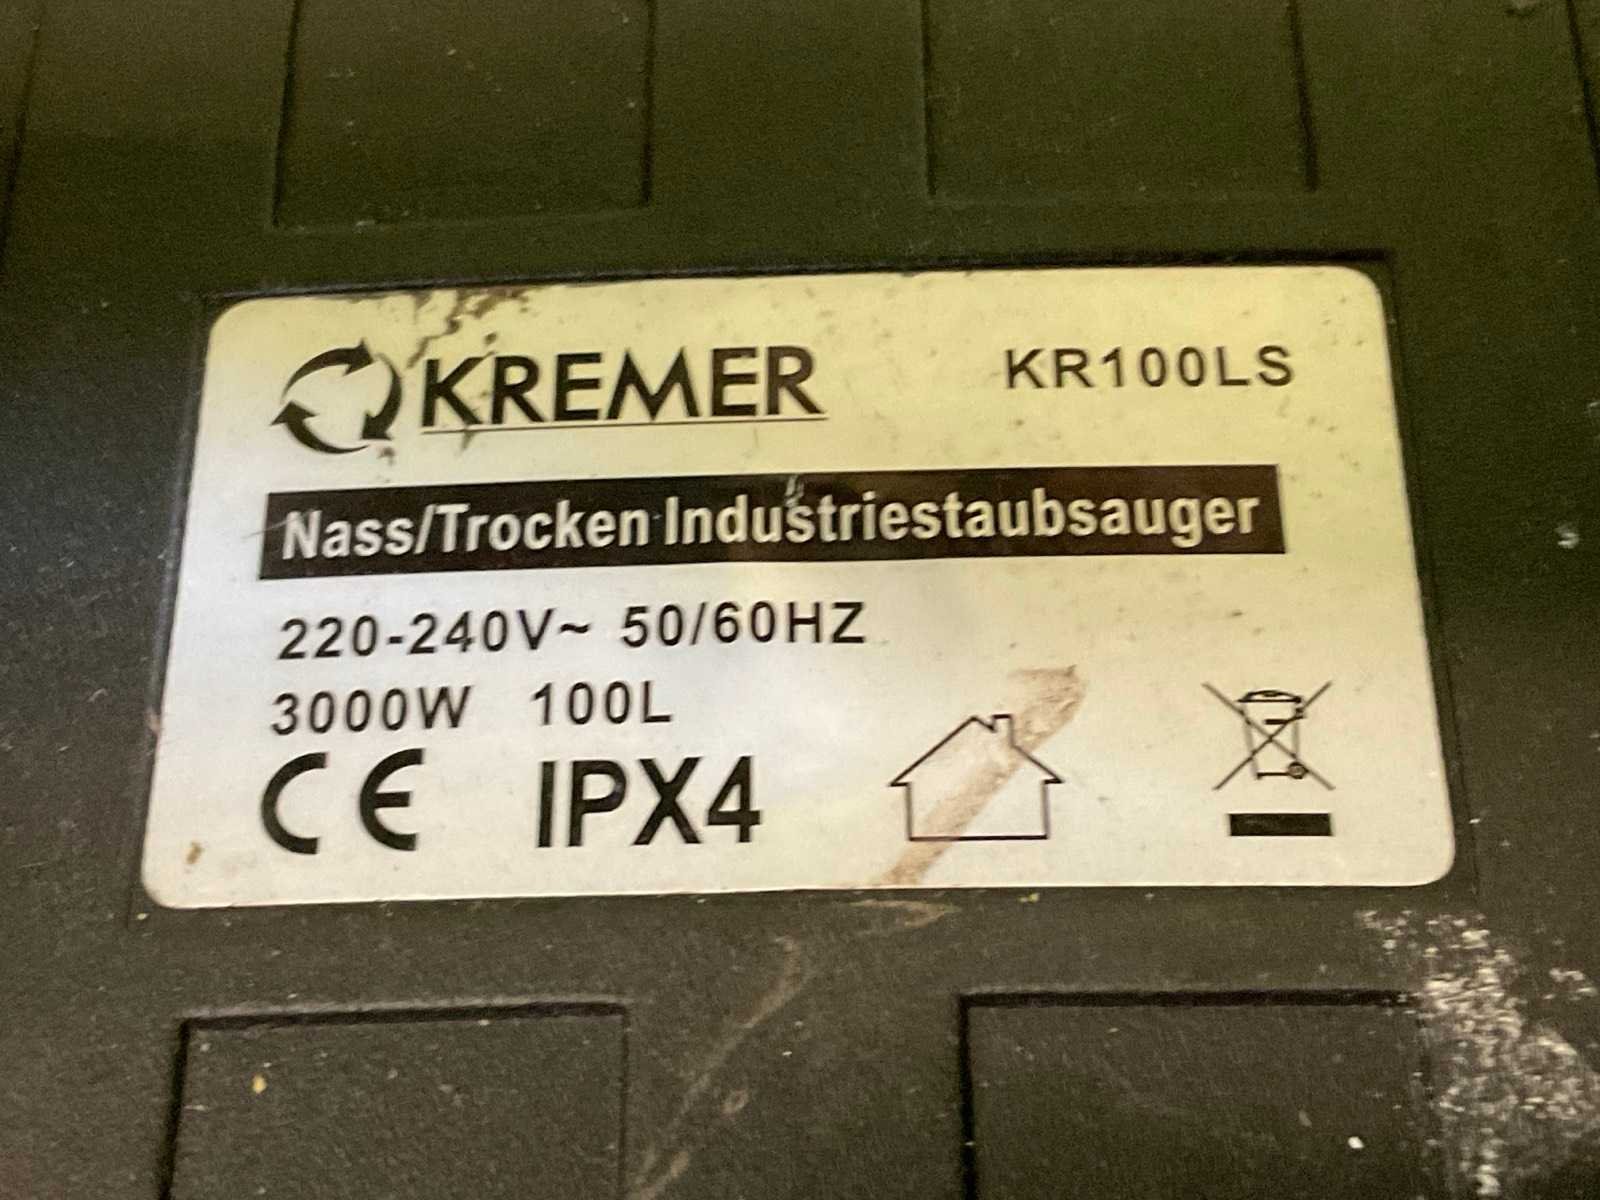 KREMER KR100LS
Nass/Trocken Industriestaubsauger
220-240V~ 50/60HZ
3000W 100L
CE IPX4